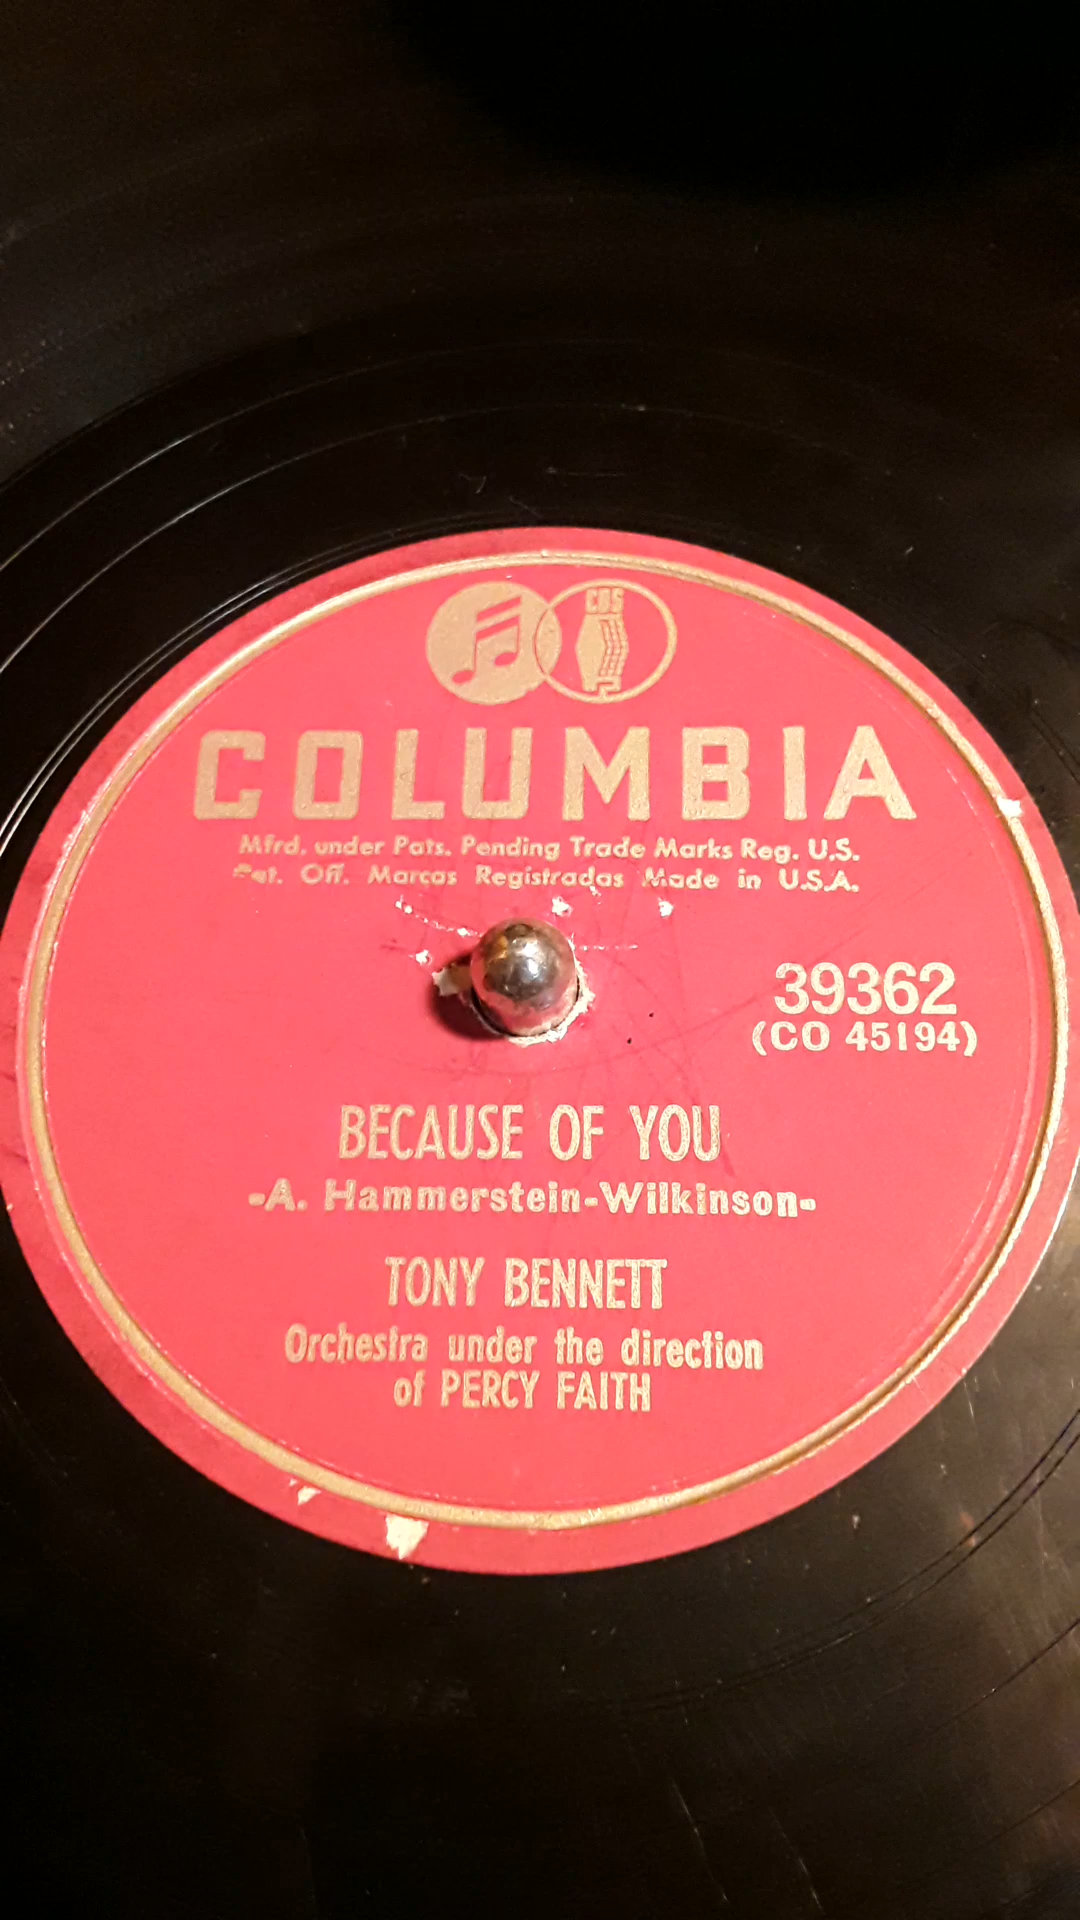 CBS
COLUMBIA
Mfrd. under Pats. Pending Trade Marks Reg. U.S.
Pat. Off. Marcas Registradas Made in U.S.A.
39362
(CO 45194)
BECAUSE OF YOU
-A. Hammerstein-Wilkinson-
TONY BENNETT
Orchestra under the direction
of PERCY FAITH